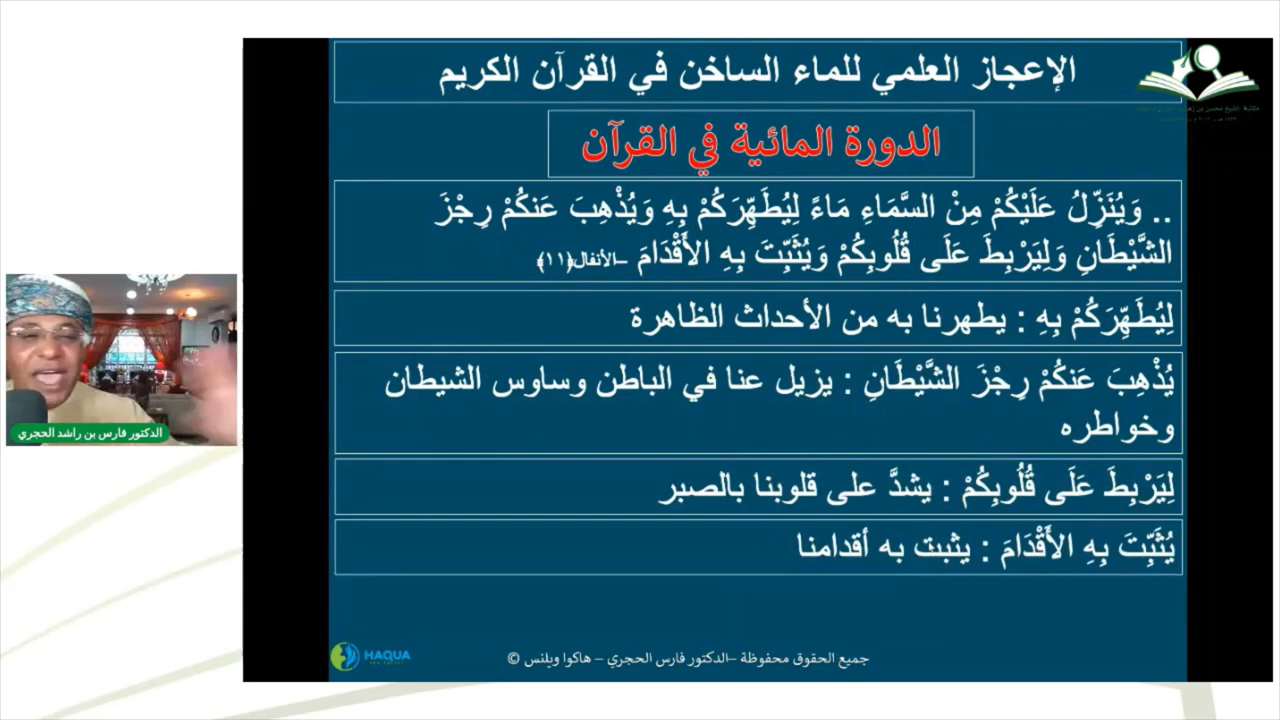 الإعجاز العلمي للماء الساخن في القرآن الكريم
الدورة المائية في القرآن
.. وَيُنَزِّلُ عَلَيْكُمْ مِنْ السَّمَاءِ مَاءً لِيُطَهِّرَكُمْ بِهِ وَيُذْهِبَ عَنكُمْ رِجْزَ
الشَّيْطَانِ وَلِيَرْبِطَ عَلَى قُلُوبِكُمْ وَيُثَبِّتَ بِهِ الأَقْدَامَ –الأنفال﴿١١﴾
لِيُطَهِّرَكُمْ بِهِ : يطهرنا به من الأحداث الظاهرة
يُذْهِبَ عَنكُمْ رِجْزَ الشَّيْطَانِ : يزيل عنا في الباطن وساوس الشيطان
وخواطره
لِيَرْبِطَ عَلَى قُلُوبِكُمْ : يشدَّ على قلوبنا بالصبر
يُثَبِّتَ بِهِ الأَقْدَامَ : يثبت به أقدامنا
الدكتور فارس بن راشد الحجري
HAQUA
جميع الحقوق محفوظة –الدكتور فارس الحجري – هاكوا ويلنس ©